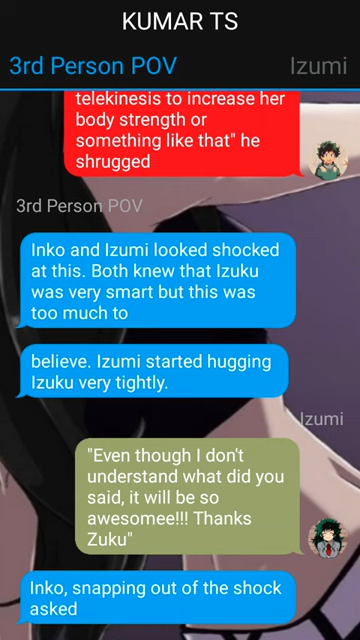 KUMAR TS
3rd Person POV
Izumi
telekinesis to increase her
body strength or
something like that" he
shrugged
3rd Person POV
Inko and Izumi looked shocked
at this. Both knew that Izuku
was very smart but this was
too much to
believe. Izumi started hugging
Izuku very tightly.
Izumi
"Even though I don't
understand what did you
said, it will be so
awesomee!!! Thanks
Zuku"
Inko, snapping out of the shock
asked